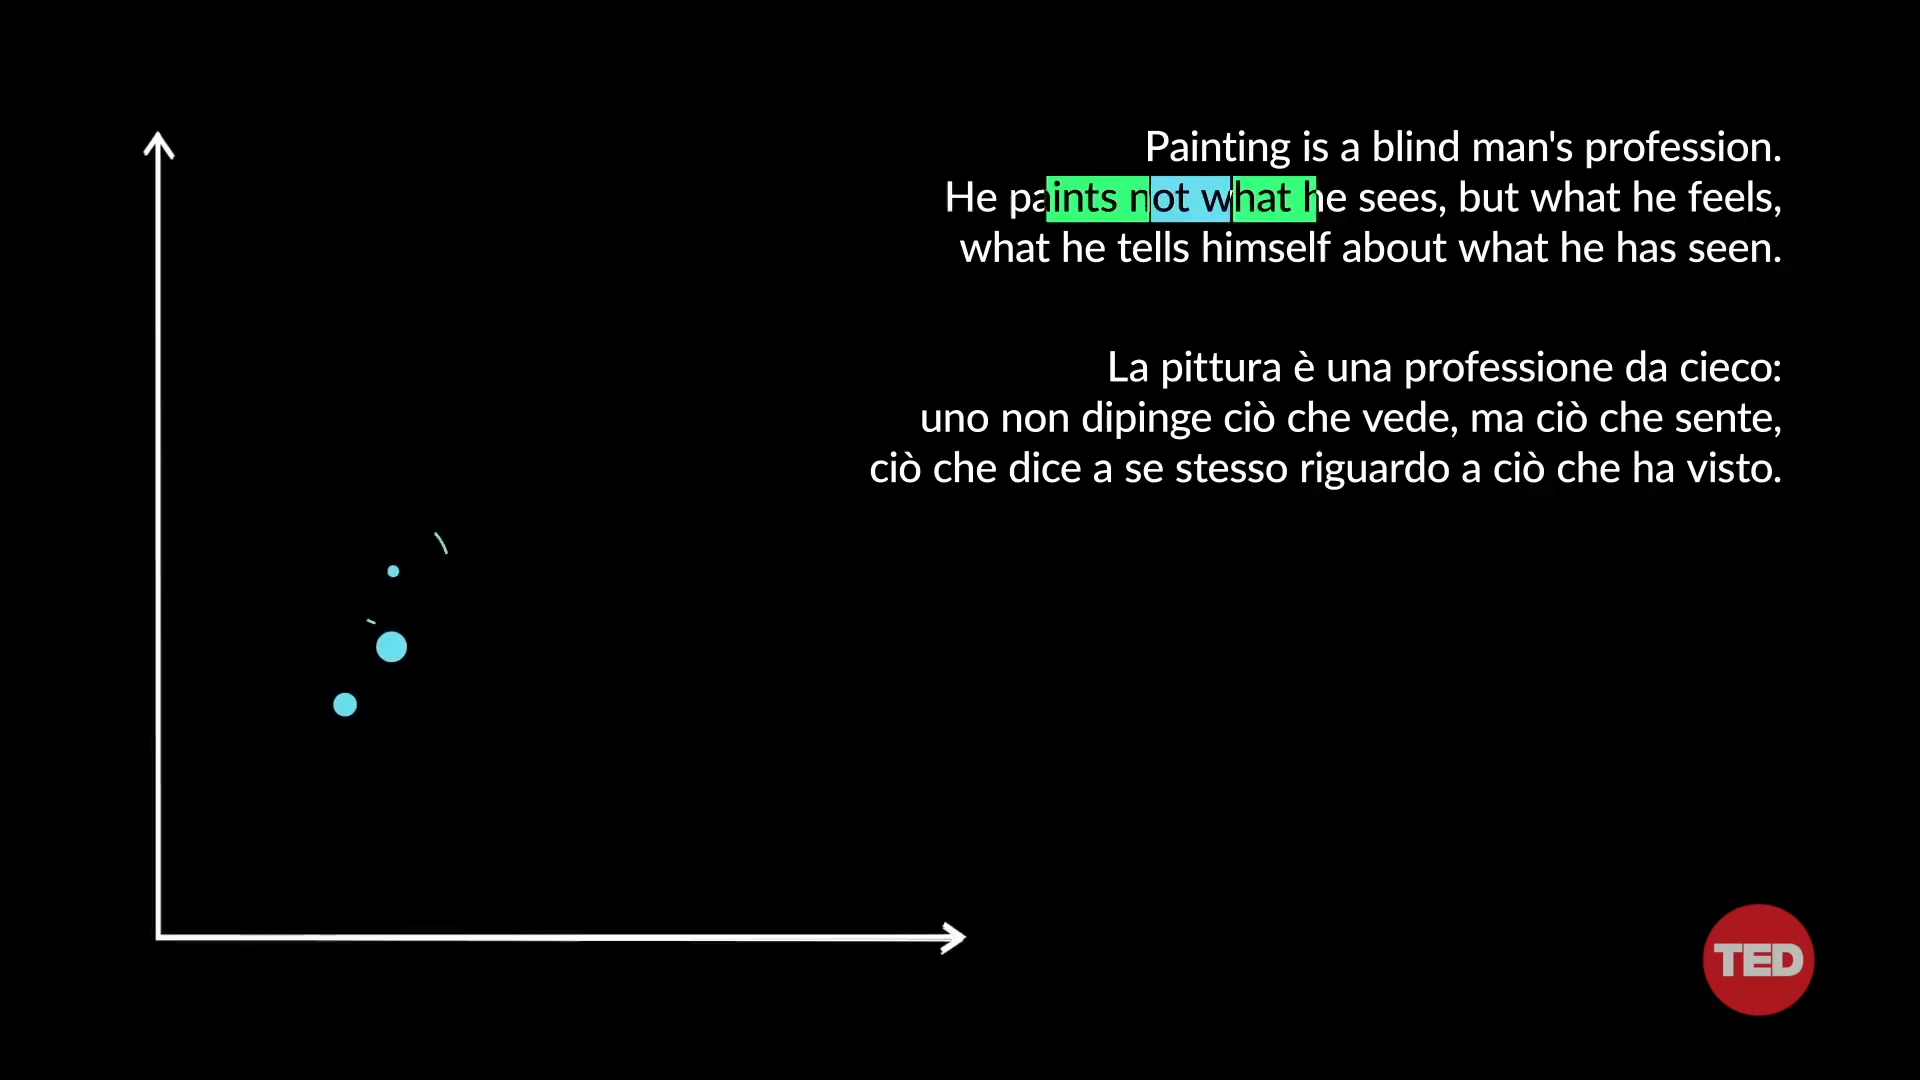 Painting is a blind man's profession.
He paints not what he sees, but what he feels,
what he tells himself about what he has seen.
La pittura è una professione da cieco:
uno non dipinge ciò che vede, ma ciò che sente,
ciò che dice a se stesso riguardo a ciò che ha visto.
TED